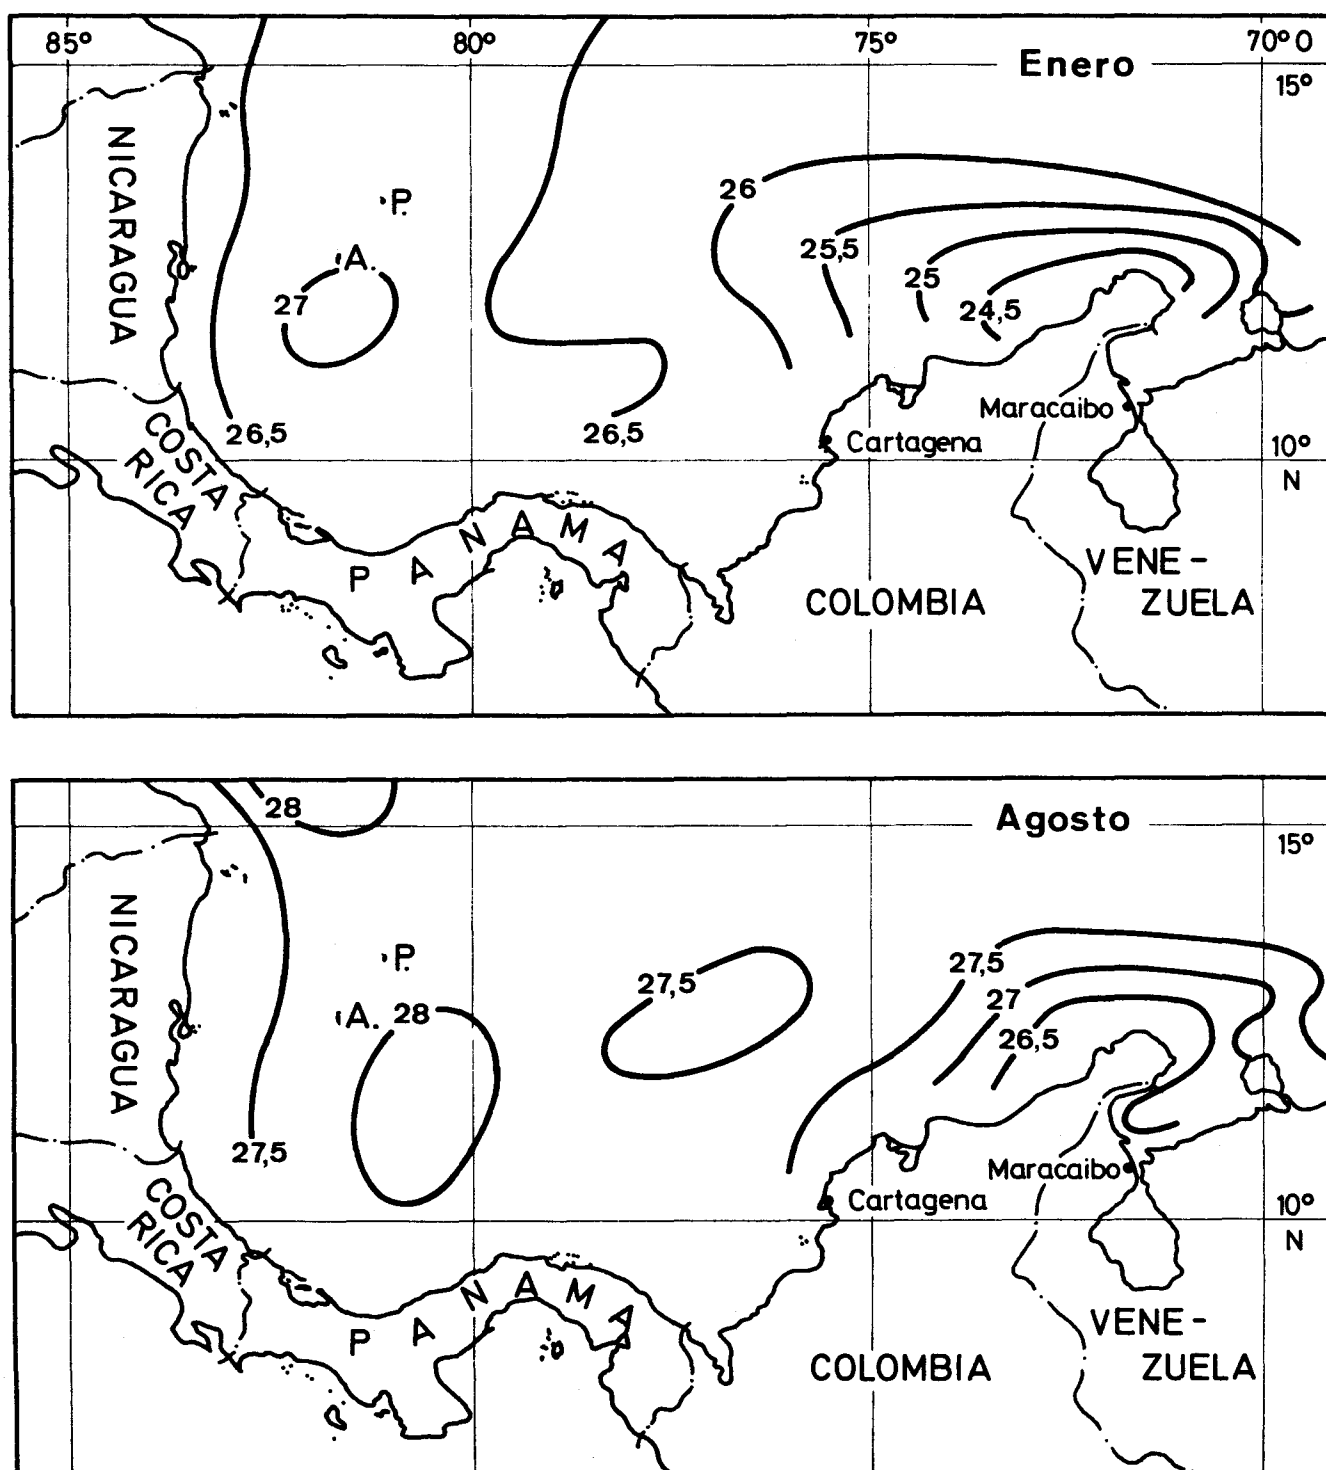 85°
80°
75°
70° O
Enero
15°
NICARAGUA
P.
A.
26
25,5
25
27
24,5
Maracaibo
COSTA
RICA
26,5
26,5
Cartagena
10°
N
PANAMA
VENE-
COLOMBIA
ZUELA
28
Agosto
15°
NICARAGUA
P.
27,5
27,5
27
A.
28
26,5
27,5
Maracaibo
COSTA
RICA
Cartagena
10°
N
PANAMA
VENE-
COLOMBIA
ZUELA